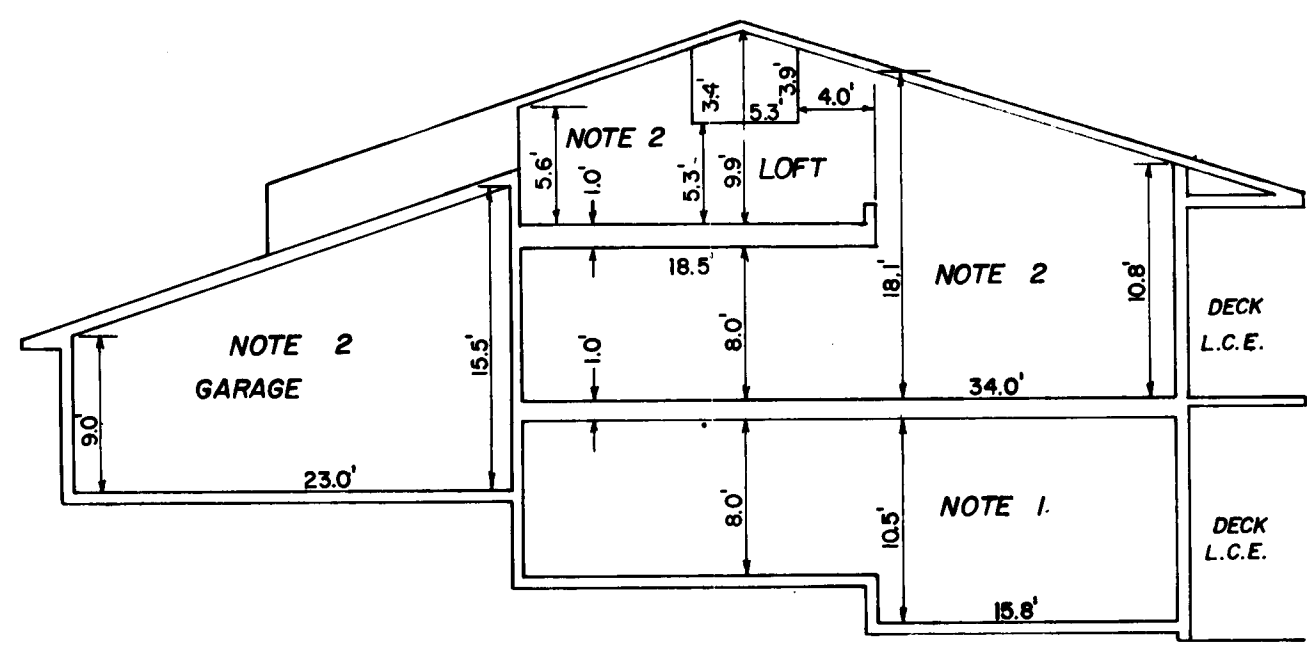 3.4'
3.9'
5.3'
4.0'
NOTE 2
5.6'
1.0'
5.3'
9.9'
LOFT
18.5'
18.1'
NOTE 2
10.8'
DECK
L.C.E.
NOTE 2
GARAGE
15.5'
1.0'
8.0'
34.0'
9.0'
23.0'
8.0'
10.5'
NOTE 1.
DECK
L.C.E.
15.8'